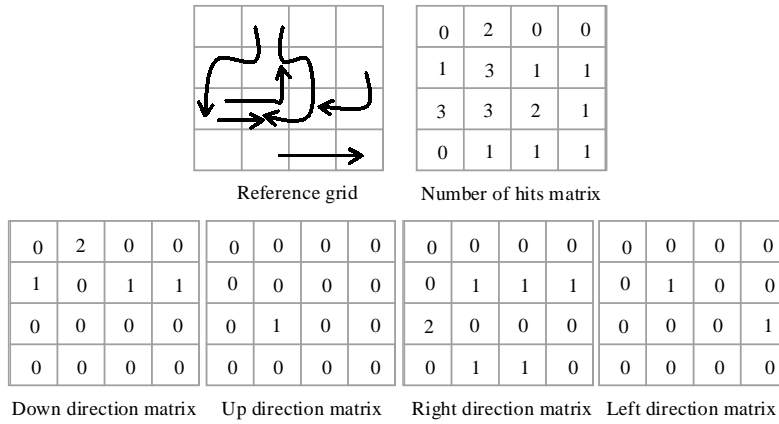 0 2 0 0
1 3 1 1
3 3 2 1
0 1 1 1
Reference grid
Number of hits matrix
0 2 0 0
1 0 1 1
0 0 0 0
0 0 0 0
0 0 0 0
0 0 0 0
0 1 0 0
0 0 0 0
0 0 0 0
0 1 1 1
2 0 0 0
0 1 1 0
0 0 0 0
0 1 0 0
0 0 0 1
0 0 0 0
Down direction matrix
Up direction matrix
Right direction matrix
Left direction matrix